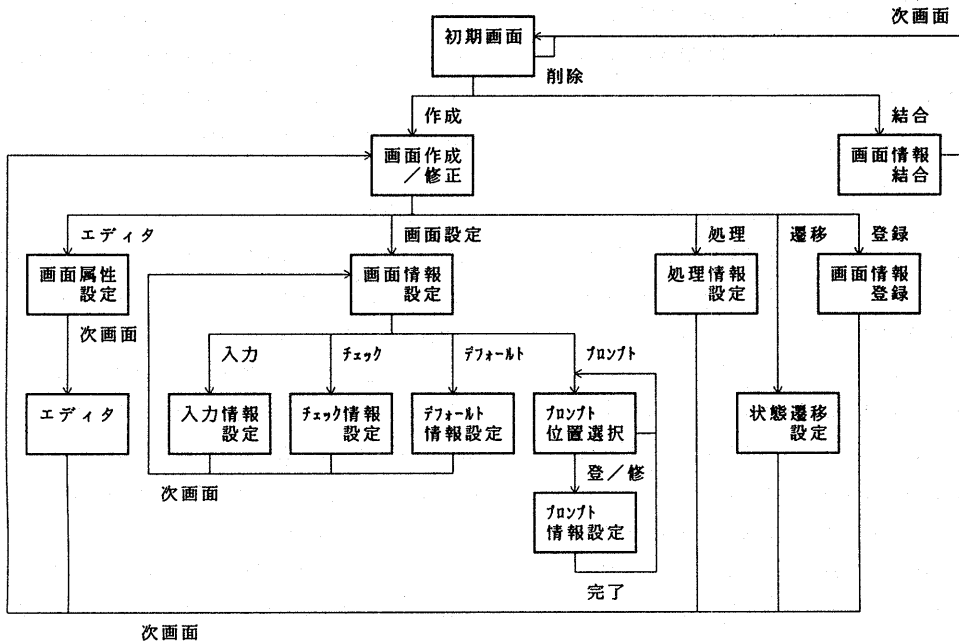 次画面
初期画面
削除
作成
結合
画面作成
／修正
画面情報
結合
エディタ
画面設定
処理
遷移
登録
画面属性
設定
画面情報
設定
処理情報
設定
画面情報
登録
次画面
入力
チェック
デフォールト
プロンプト
エディタ
入力情報
設定
チェック情報
設定
デフォールト
情報設定
プロンプト
位置選択
状態遷移
設定
次画面
登／修
プロンプト
情報設定
完了
次画面